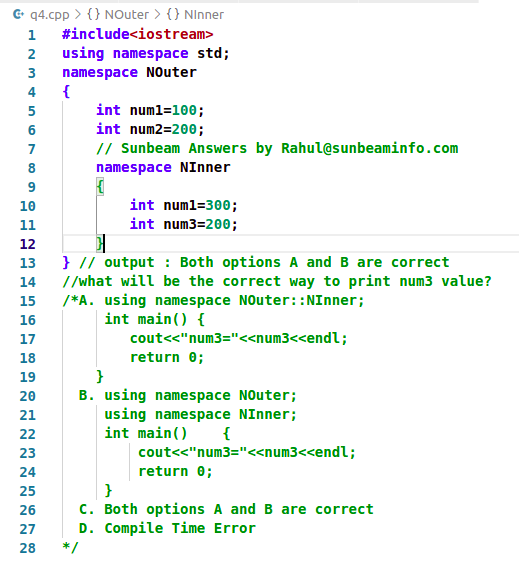 q4.cpp > {} NOuter > {} NInner
1 #include<iostream>
2 using namespace std;
3 namespace NOuter
4 {
5 int num1=100;
6 int num2=200;
7 // Sunbeam Answers by Rahul@sunbeaminfo.com
8 namespace NInner
9 {
10 int num1=300;
11 int num3=200;
12 }
13 } // output : Both options A and B are correct
14 //what will be the correct way to print num3 value?
15 /*A. using namespace NOuter::NInner;
16 int main() {
17 cout<<"num3="<<num3<<endl;
18 return 0;
19 }
20 B. using namespace NOuter;
21 using namespace NInner;
22 int main() {
23 cout<<"num3="<<num3<<endl;
24 return 0;
25 }
26 C. Both options A and B are correct
27 D. Compile Time Error
28 */